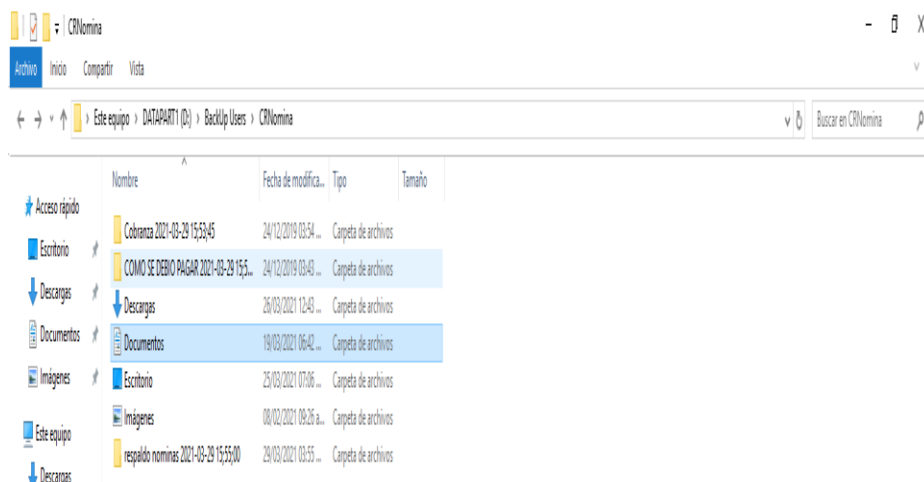 CRNomina
Archivo Inicio Compartir Vista
Este equipo > DATAPART1 (D:) > BackUp Users > CRNomina
Buscar en CRNomina
Nombre Fecha de modifica... Tipo Tamaño
Acceso rápido
Escritorio
Descargas
Documentos
Imágenes
Este equipo
Descargas
Cobranza 2021-03-29 15;53;45 24/12/2019 03:54 ... Carpeta de archivos
COMO SE DEBIO PAGAR 2021-03-29 15;5... 24/12/2019 03:43 ... Carpeta de archivos
Descargas 26/03/2021 12:43 ... Carpeta de archivos
Documentos 19/03/2021 06:42 ... Carpeta de archivos
Escritorio 25/03/2021 07:06 ... Carpeta de archivos
Imágenes 08/02/2021 09:26 a... Carpeta de archivos
respaldo nominas 2021-03-29 15;55;00 29/03/2021 03:55 ... Carpeta de archivos